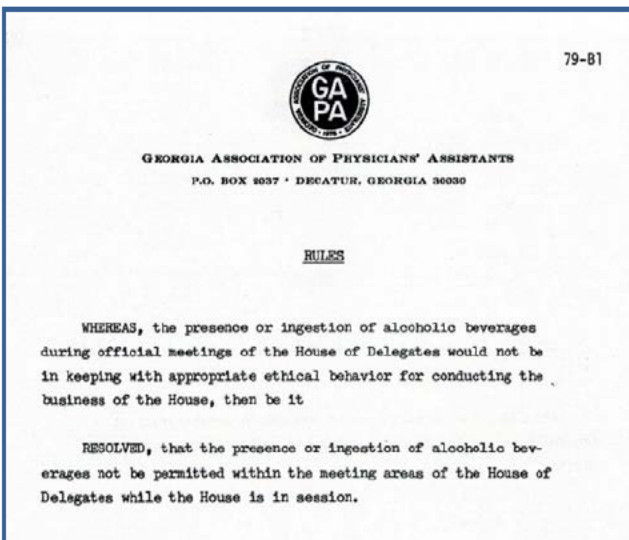 79-B1
GA
PA
GEORGIA ASSOCIATION OF PHYSICIANS' ASSISTANTS
P.O. BOX 2037 · DECATUR, GEORGIA 30030
RULES
WHEREAS, the presence or ingestion of alcoholic beverages
during official meetings of the House of Delegates would not be
in keeping with appropriate ethical behavior for conducting the
business of the House, then be it
RESOLVED, that the presence or ingestion of alcoholic bev-
erages not be permitted within the meeting areas of the House of
Delegates while the House is in session.